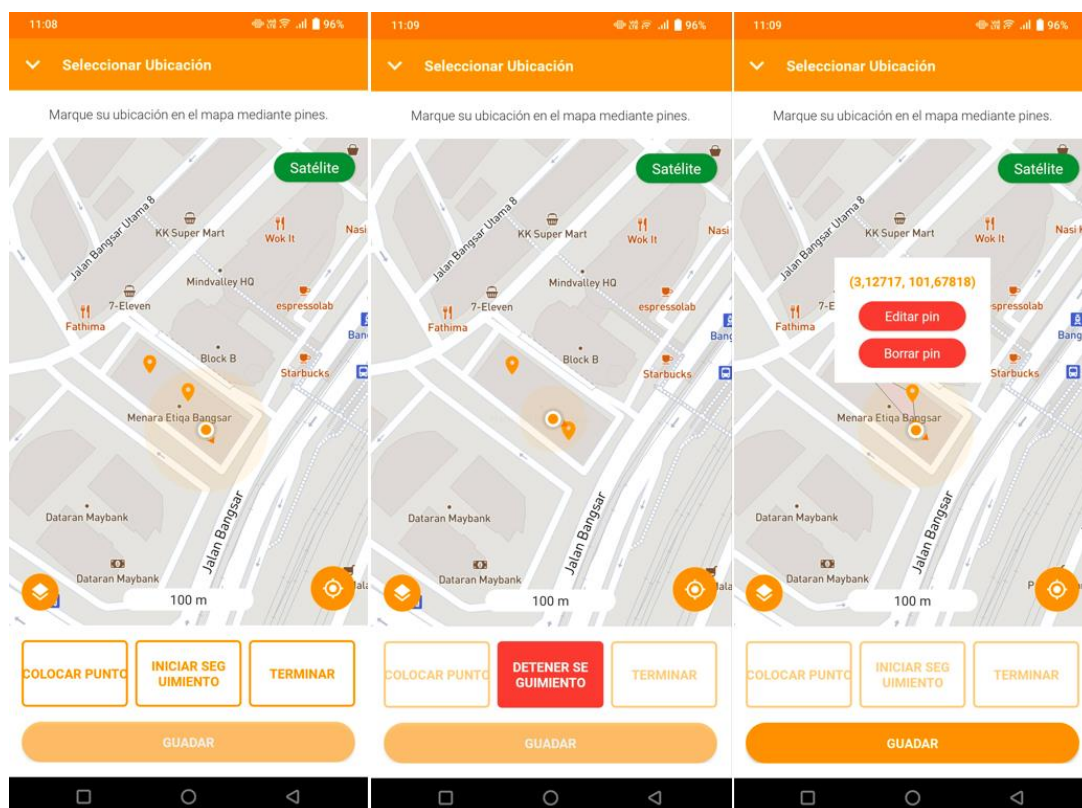 11:08
96%
Seleccionar Ubicación
Marque su ubicación en el mapa mediante pines.
Satélite
Jalan Bangsar Utama 8
KK Super Mart
Wok It
Nasi
Mindvalley HQ
7-Eleven
espressolab
Fathima
Ban
Block B
Starbucks
Menara Etiqa Bangsar
Dataran Maybank
Jalan Bangsar
Dataran Maybank
ala
100 m
COLOCAR PUNTO
INICIAR SEG
UIMIENTO
TERMINAR
GUADAR
11:09
96%
Seleccionar Ubicación
Marque su ubicación en el mapa mediante pines.
Satélite
Jalan Bangsar Utama 8
KK Super Mart
Wok It
Nasi
Mindvalley HQ
7-Eleven
espressolab
Fathima
Bang
Block B
Starbucks
Dataran Maybank
Jalan Bangsar
Dataran Maybank
Mala
100 m
COLOCAR PUNTO
DETENER SE
GUIMIENTO
TERMINAR
GUADAR
11:09
96%
Seleccionar Ubicación
Marque su ubicación en el mapa mediante pines.
Satélite
Jalan Bangsar Utama 8
KK Super Mart
Wok It
Nasi K
(3,12717, 101,67818)
7-E
spressolab
Editar pin
Fathima
Bang
Borrar pin
Starbucks
Menara Etiqa Bangsar
Dataran Maybank
Jalan Bangsar
Dataran Maybank
P
100 m
COLOCAR PUNTO
INICIAR SEG
UIMIENTO
TERMINAR
GUADAR